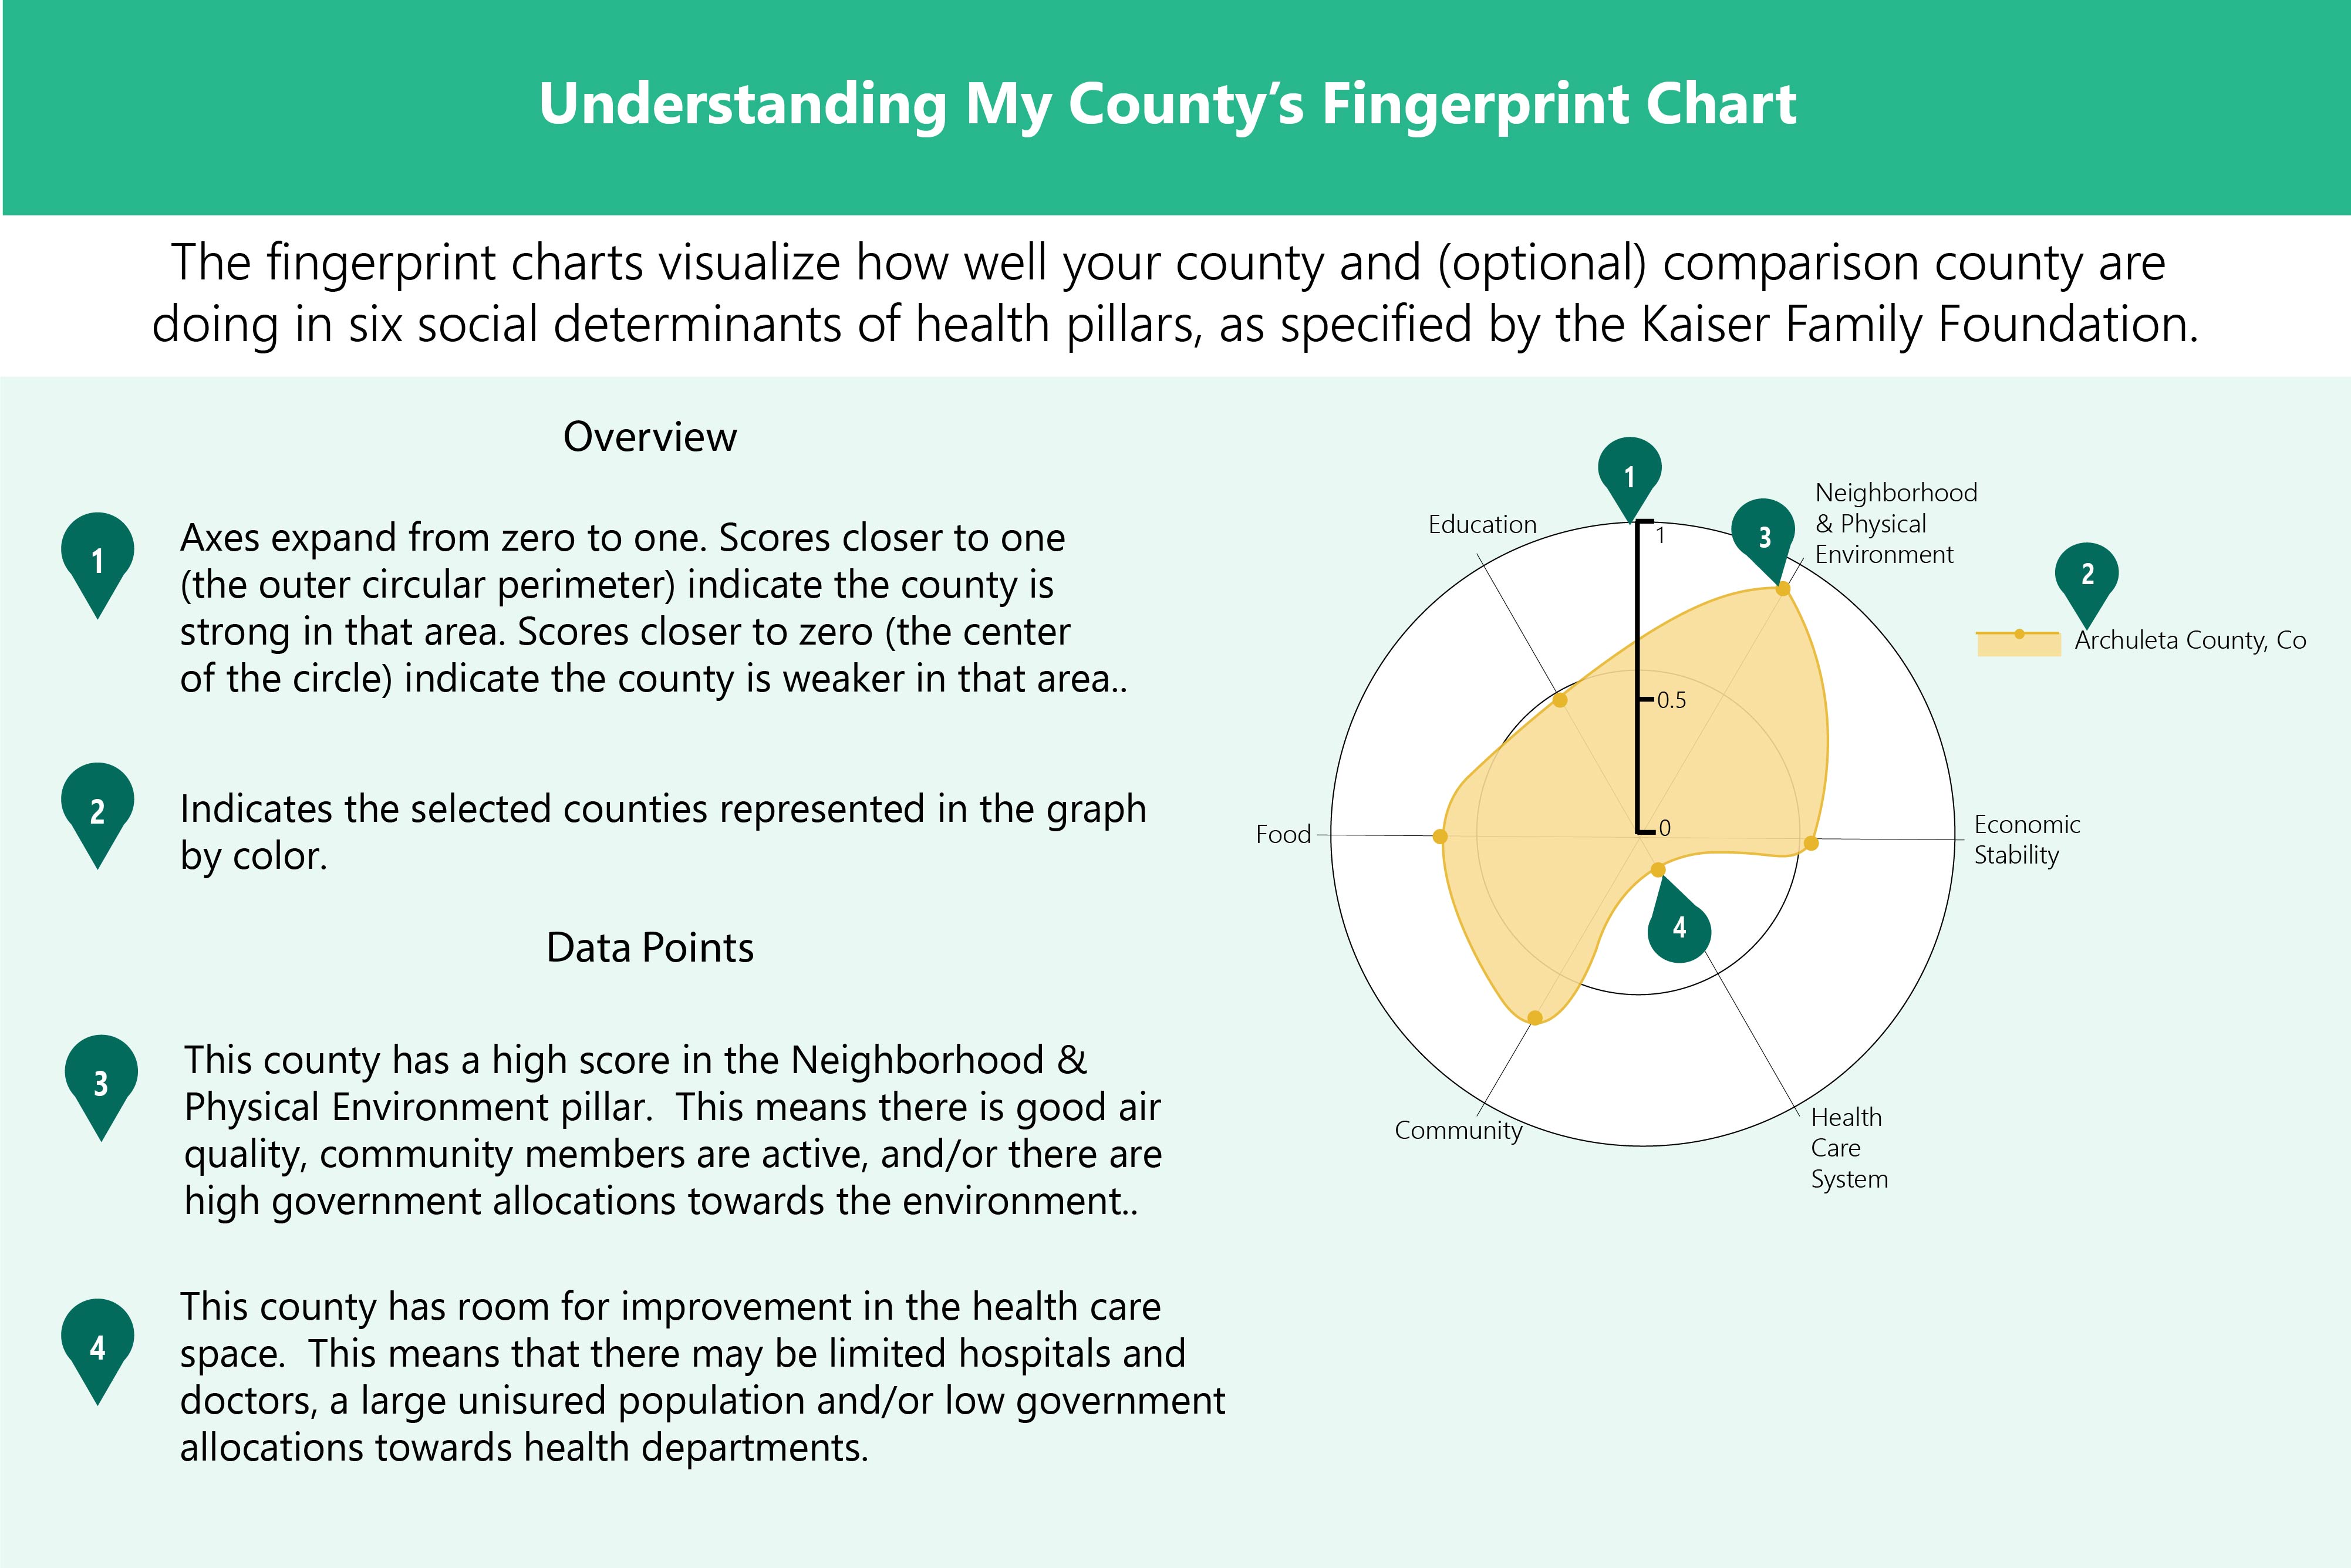 Understanding My County’s Fingerprint Chart
The fingerprint charts visualize how well your county and (optional) comparison county are
doing in six social determinants of health pillars, as specified by the Kaiser Family Foundation.
Overview
1
Axes expand from zero to one. Scores closer to one
(the outer circular perimeter) indicate the county is
strong in that area. Scores closer to zero (the center
of the circle) indicate the county is weaker in that area..
2
Indicates the selected counties represented in the graph
by color.
Data Points
3
This county has a high score in the Neighborhood &
Physical Environment pillar.  This means there is good air
quality, community members are active, and/or there are
high government allocations towards the environment..
4
This county has room for improvement in the health care
space.  This means that there may be limited hospitals and
doctors, a large unisured population and/or low government
allocations towards health departments.
1
Education
1
3
Neighborhood
& Physical
Environment
2
Archuleta County, Co
0.5
Food
0
Economic
Stability
4
Community
Health
Care
System